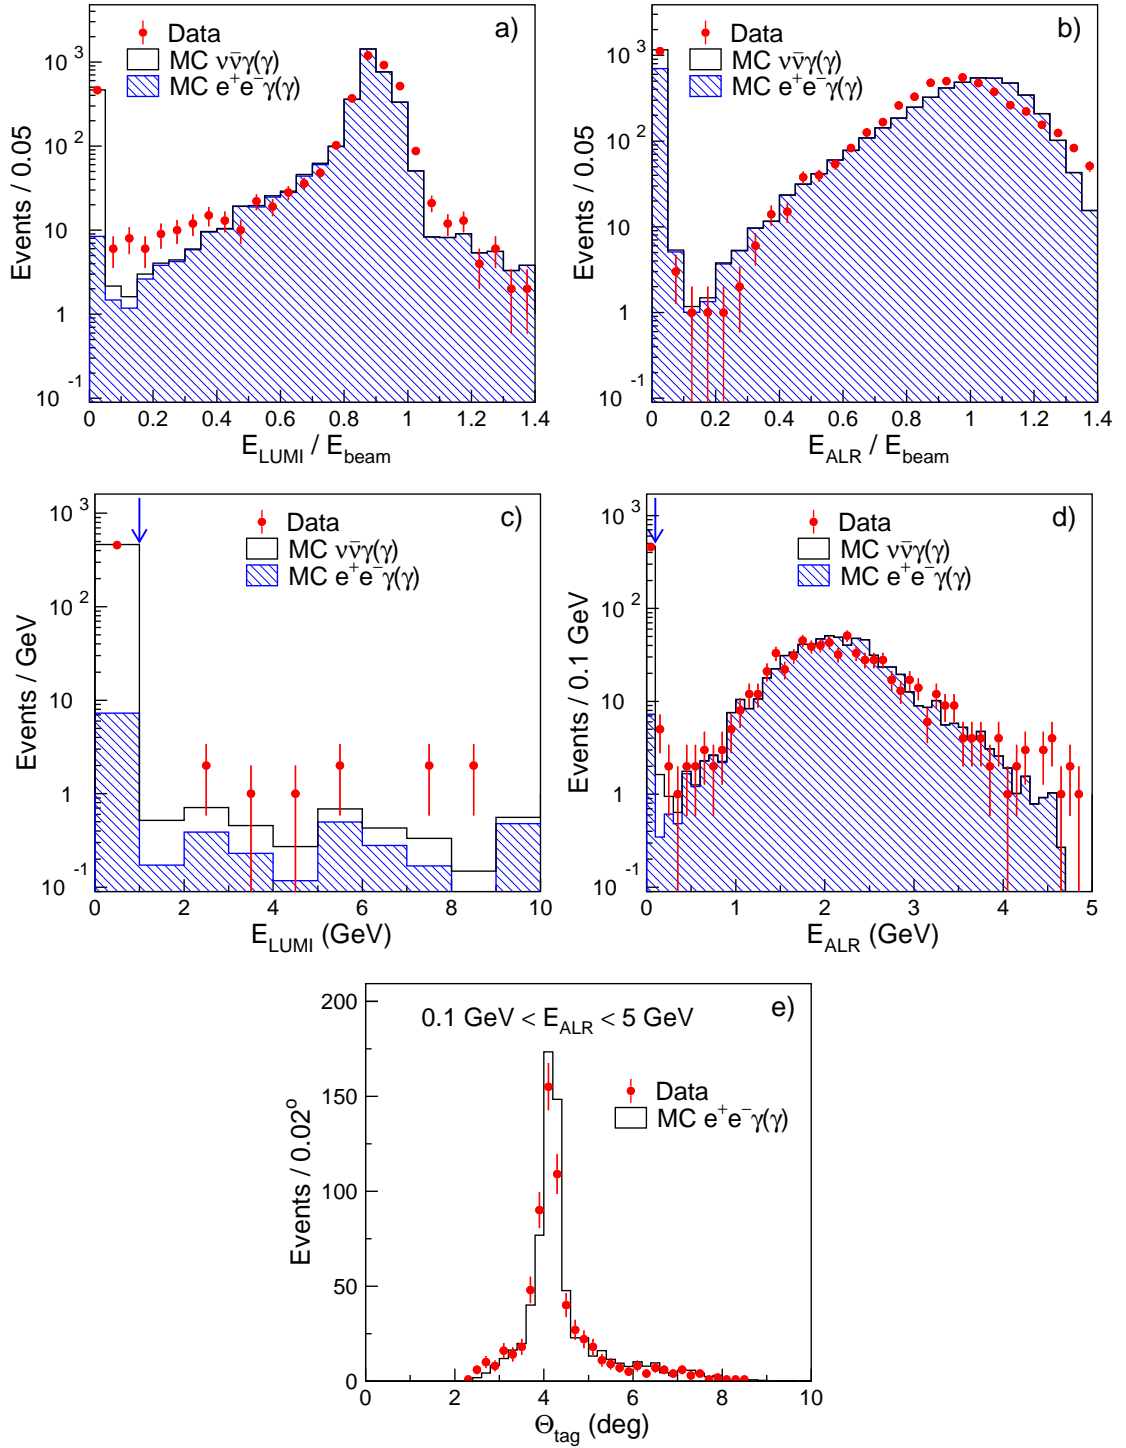 a)
Data
MC νν̅γ(γ)
MC e⁺e⁻γ(γ)
Events / 0.05
10³
10²
10
1
10⁻¹
0 0.2 0.4 0.6 0.8 1 1.2 1.4
E_LUMI / E_beam
b)
Data
MC νν̅γ(γ)
MC e⁺e⁻γ(γ)
Events / 0.05
10³
10²
10
1
10⁻¹
0 0.2 0.4 0.6 0.8 1 1.2 1.4
E_ALR / E_beam
c)
Data
MC νν̅γ(γ)
MC e⁺e⁻γ(γ)
Events / GeV
10³
10²
10
1
10⁻¹
0 2 4 6 8 10
E_LUMI (GeV)
d)
Data
MC νν̅γ(γ)
MC e⁺e⁻γ(γ)
Events / 0.1 GeV
10³
10²
10
1
10⁻¹
0 1 2 3 4 5
E_ALR (GeV)
e)
0.1 GeV < E_ALR < 5 GeV
Data
MC e⁺e⁻γ(γ)
Events / 0.02°
200
150
100
50
0
0 2 4 6 8 10
Θ_tag (deg)